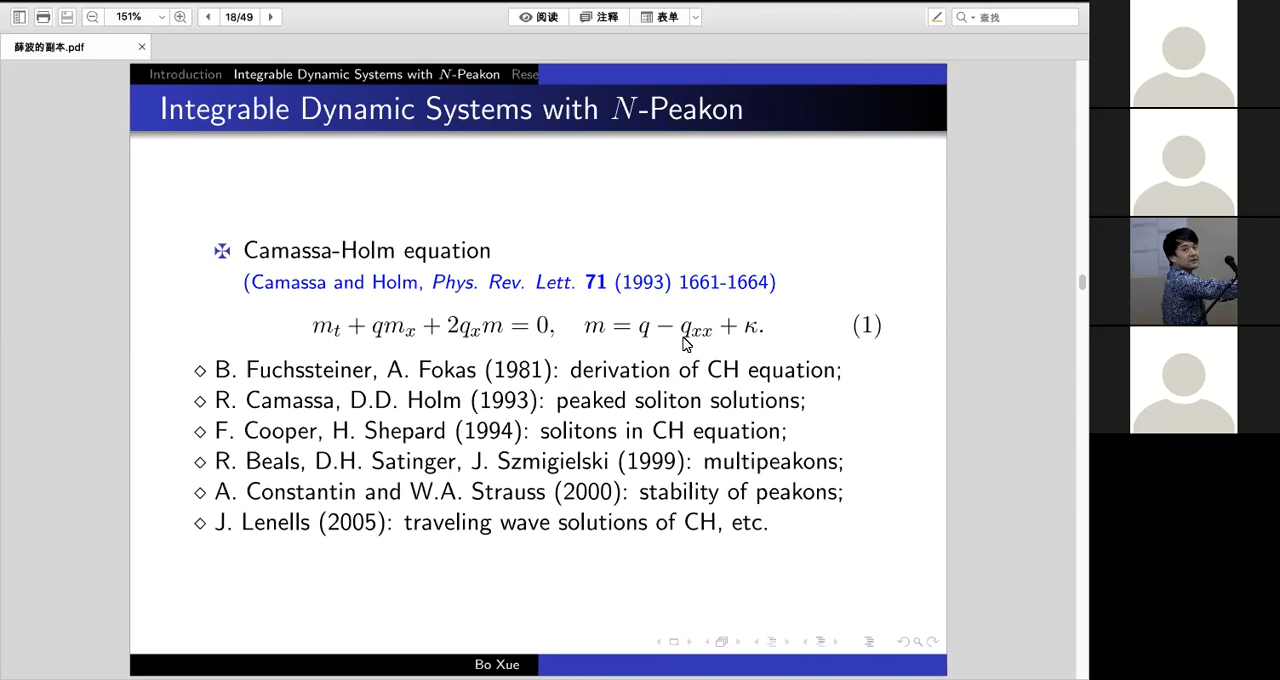 151%
18/49
阅读
注释
表单
查找
薛波的副本.pdf
Introduction Integrable Dynamic Systems with N-Peakon Rese
Integrable Dynamic Systems with N-Peakon
✠ Camassa-Holm equation
(Camassa and Holm, Phys. Rev. Lett. 71 (1993) 1661-1664)
m_t + qm_x + 2q_xm = 0, m = q − q_xx + κ. (1)
⋄ B. Fuchssteiner, A. Fokas (1981): derivation of CH equation;
⋄ R. Camassa, D.D. Holm (1993): peaked soliton solutions;
⋄ F. Cooper, H. Shepard (1994): solitons in CH equation;
⋄ R. Beals, D.H. Satinger, J. Szmigielski (1999): multipeakons;
⋄ A. Constantin and W.A. Strauss (2000): stability of peakons;
⋄ J. Lenells (2005): traveling wave solutions of CH, etc.
Bo Xue